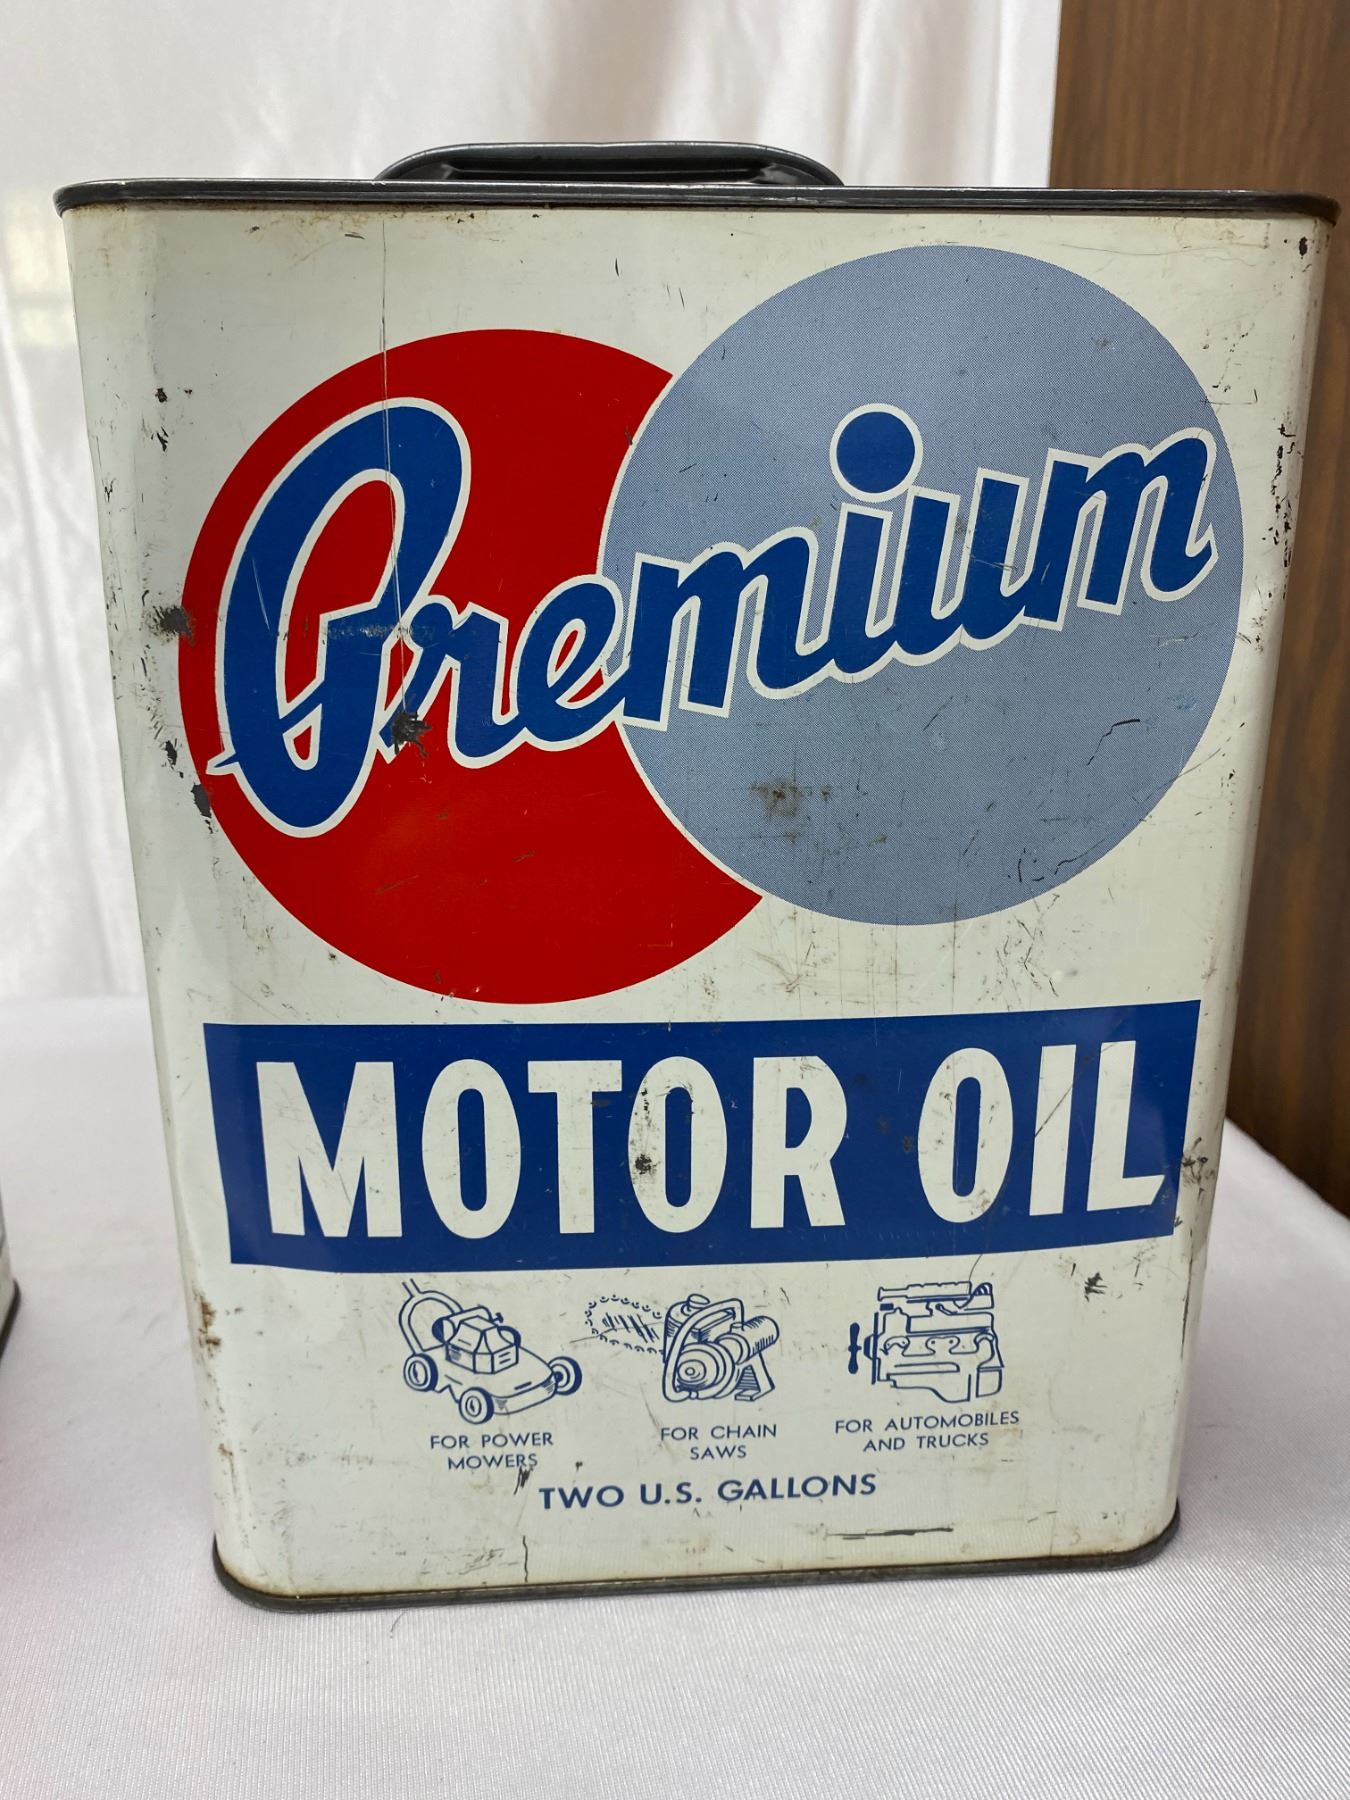 Premium
MOTOR OIL
FOR POWER
MOWERS
FOR CHAIN
SAWS
FOR AUTOMOBILES
AND TRUCKS
TWO U.S. GALLONS